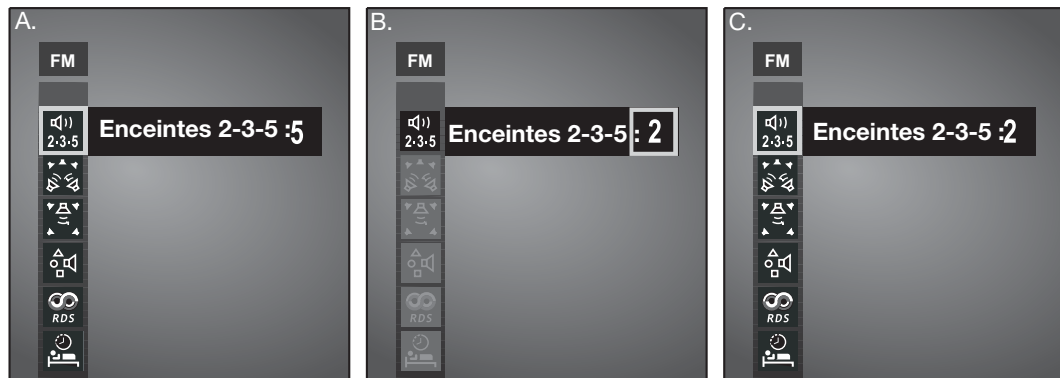 A.
FM
2·3·5
Enceintes 2-3-5 :5
RDS
B.
FM
2·3·5
Enceintes 2-3-5 : 2
RDS
C.
FM
2·3·5
Enceintes 2-3-5 :2
RDS